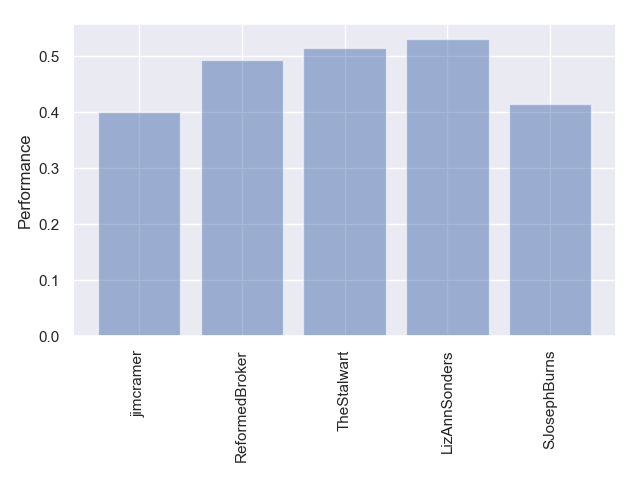 0.5
0.4
0.3
0.2
0.1
0.0
Performance
jimcramer
ReformedBroker
TheStalwart
LizAnnSonders
SJosephBurns